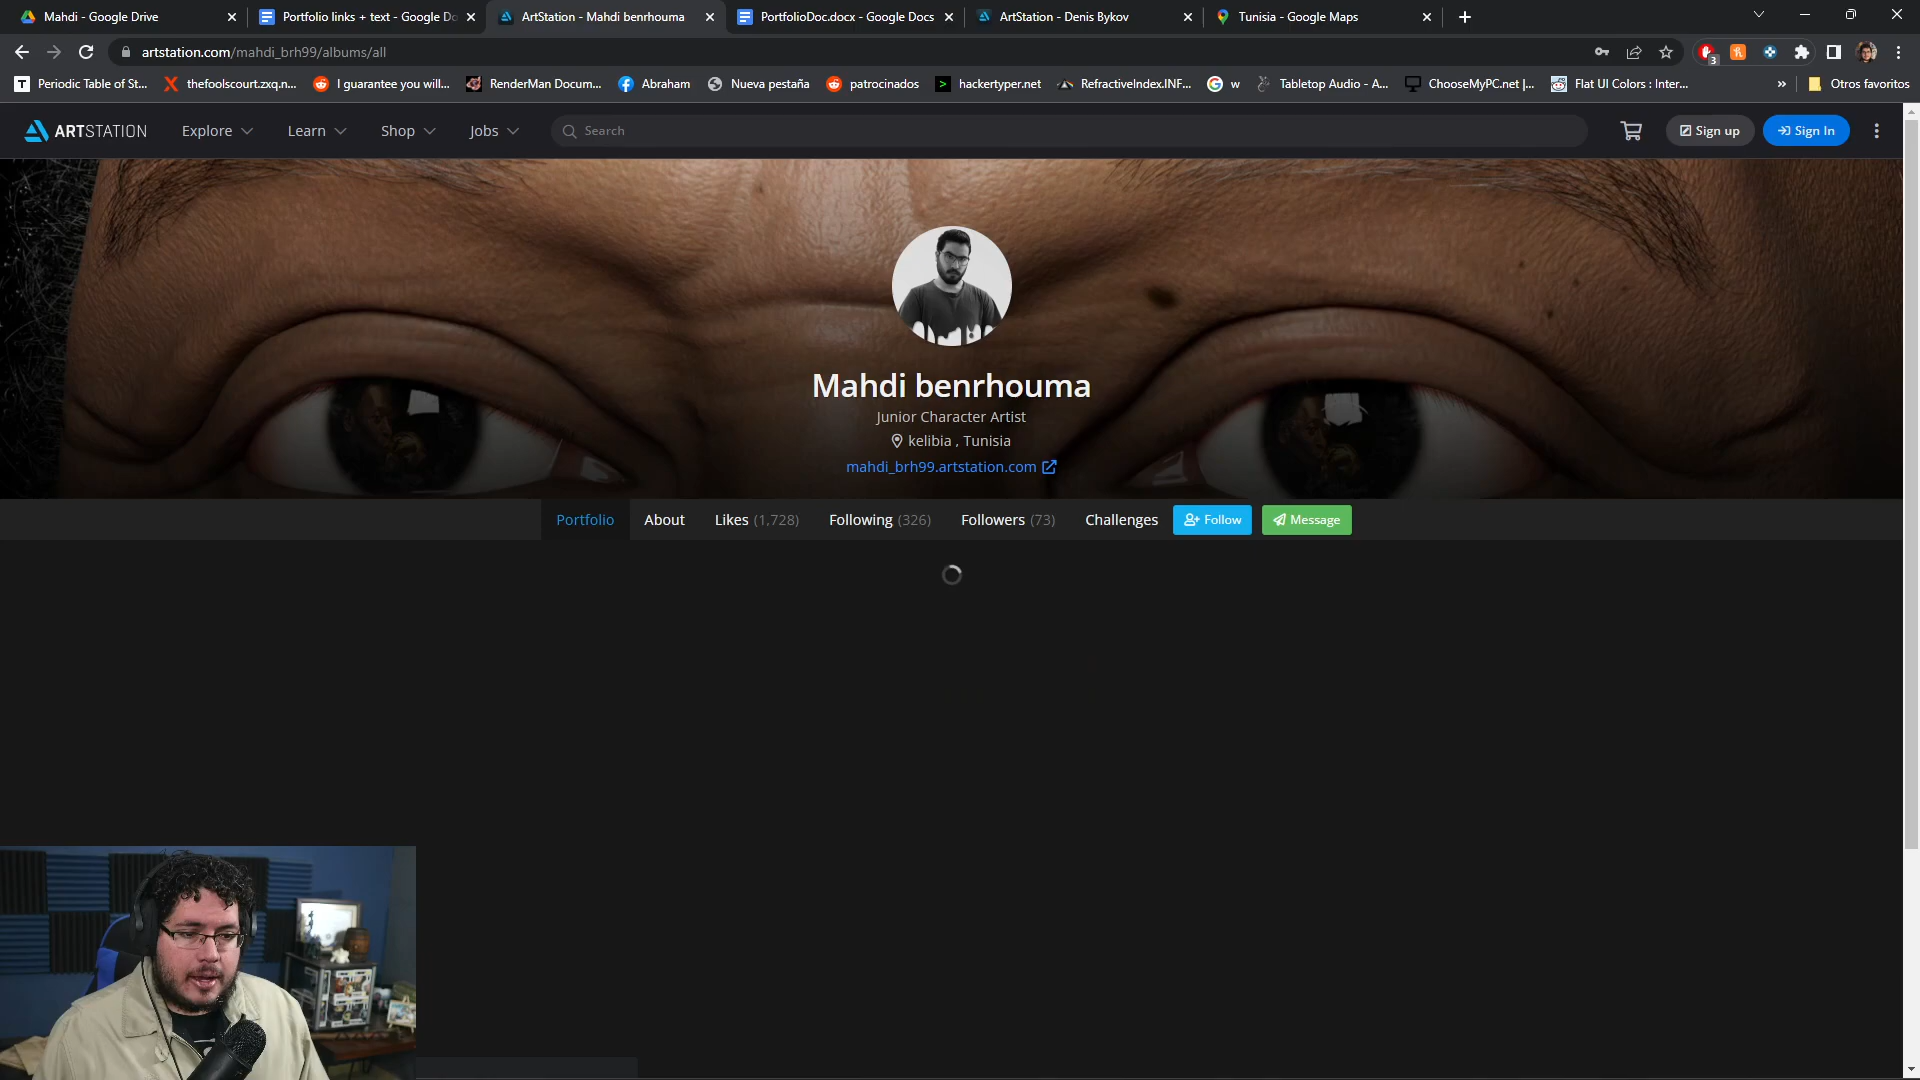 Mahdi - Google Drive
Portfolio links + text - Google Do
ArtStation - Mahdi benrhouma
PortfolioDoc.docx - Google Docs
ArtStation - Denis Bykov
Tunisia - Google Maps
artstation.com/mahdi_brh99/albums/all
3
T Periodic Table of St...
thefoolscourt.zxq.n...
I guarantee you will...
RenderMan Docum...
Abraham
Nueva pestaña
patrocinados
hackertyper.net
RefractiveIndex.INF...
w
Tabletop Audio - A...
ChooseMyPC.net |...
Flat UI Colors : Inter...
»
Otros favoritos
ARTSTATION
Explore
Learn
Shop
Jobs
Search
Sign up
Sign In
Mahdi benrhouma
Junior Character Artist
kelibia , Tunisia
mahdi_brh99.artstation.com
Portfolio
About
Likes (1,728)
Following (326)
Followers (73)
Challenges
Follow
Message